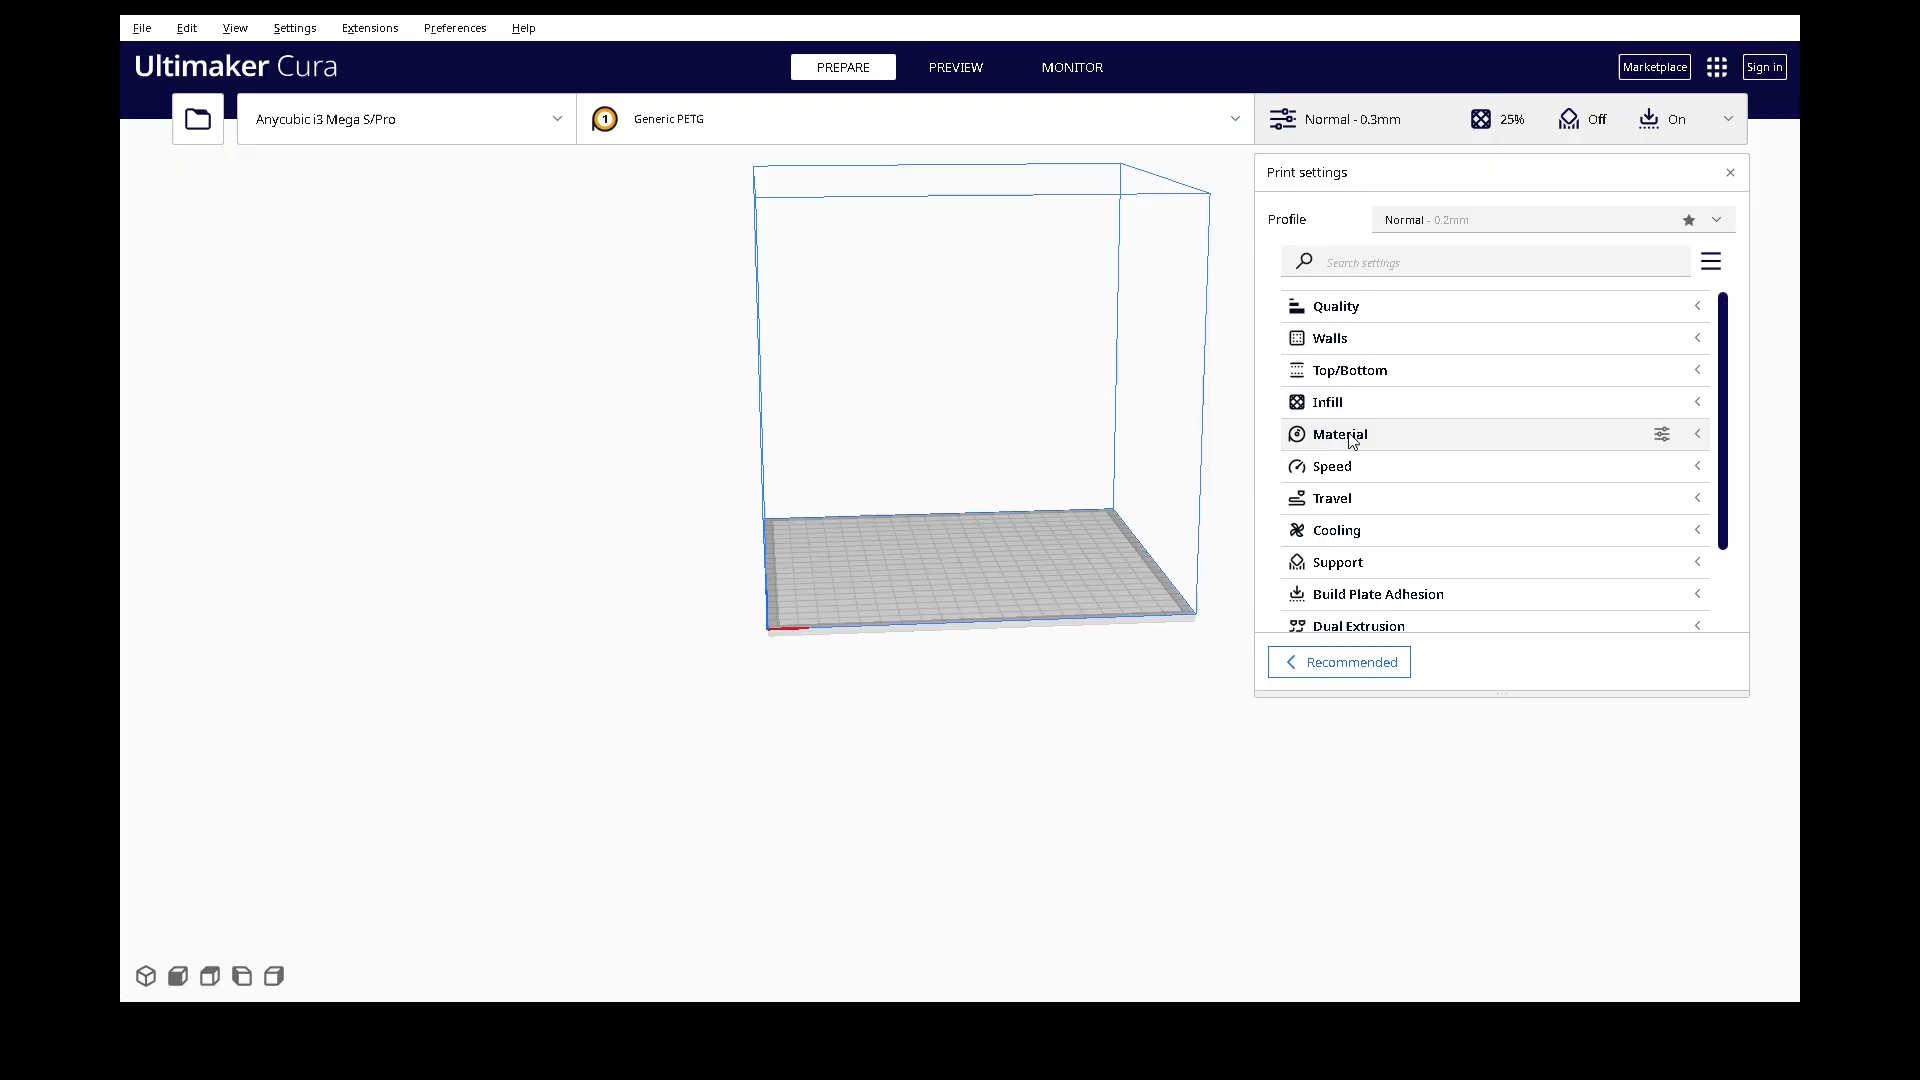 File Edit View Settings Extensions Preferences Help
Ultimaker Cura
PREPARE PREVIEW MONITOR
Marketplace Sign in
Anycubic i3 Mega S/Pro
1 Generic PETG
Normal - 0.3mm 25% Off On
Print settings
Profile Normal - 0.2mm
Search settings
Quality
Walls
Top/Bottom
Infill
Material
Speed
Travel
Cooling
Support
Build Plate Adhesion
Dual Extrusion
Recommended